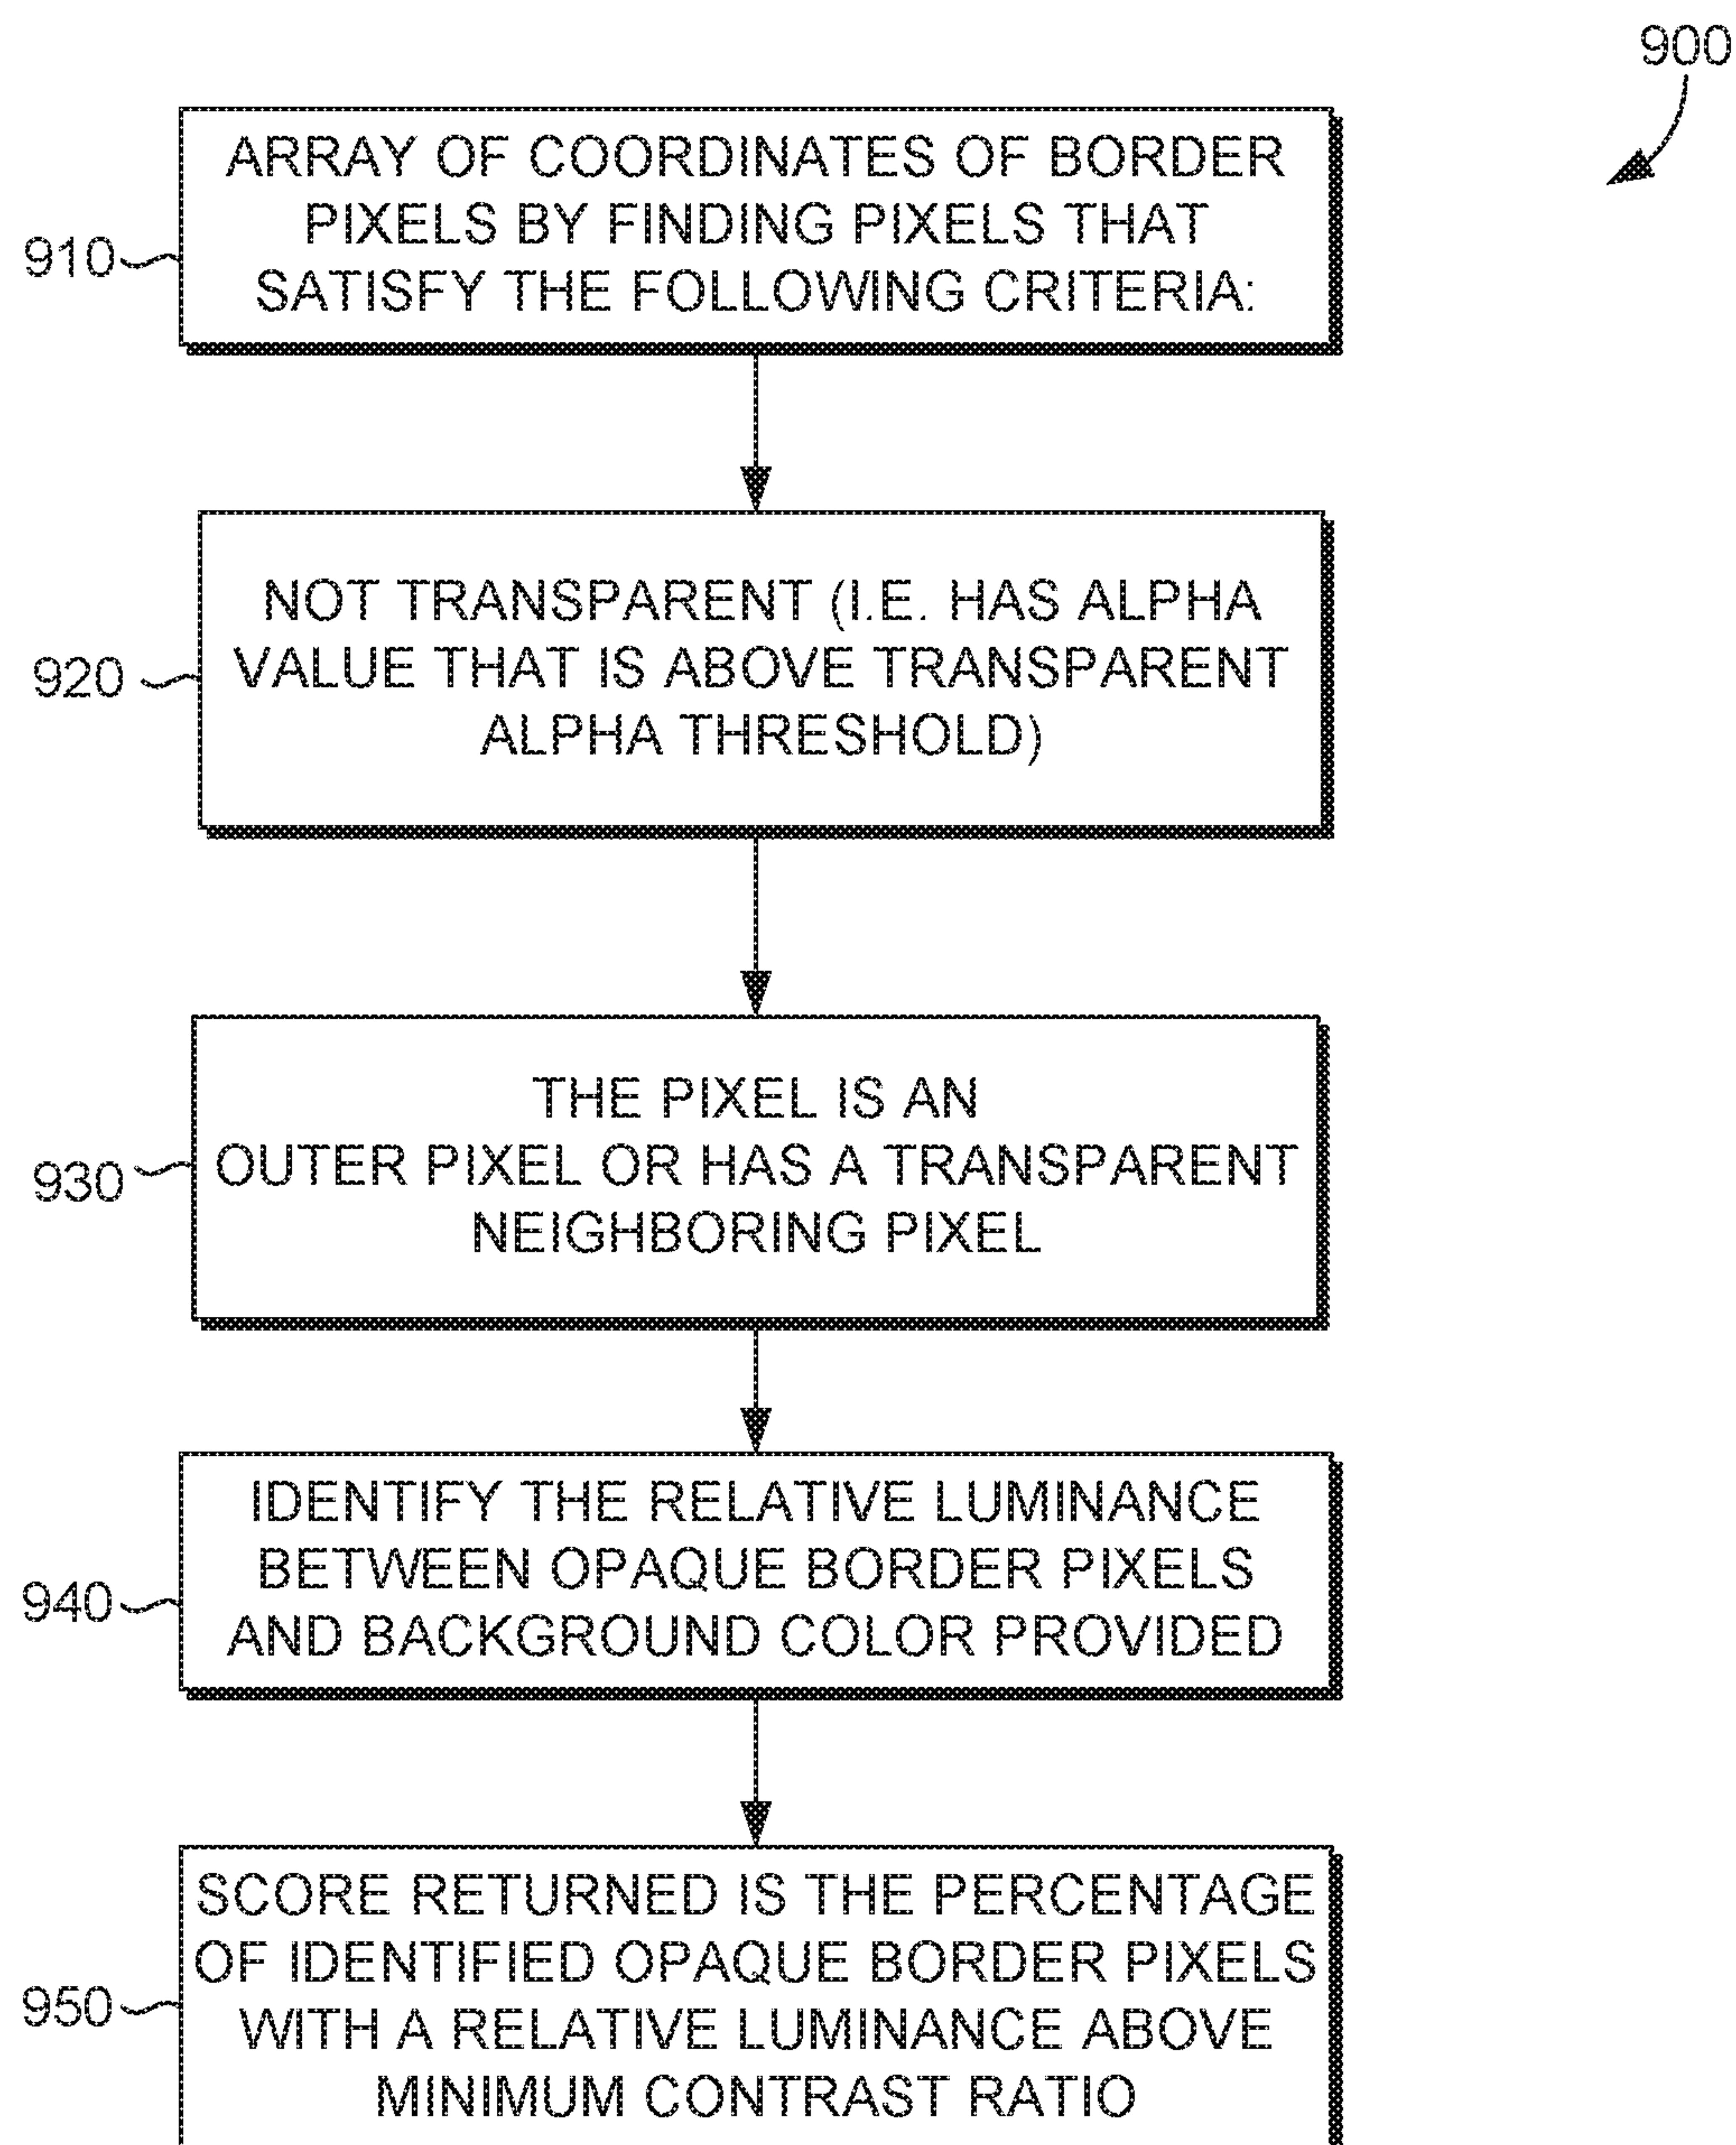 900
ARRAY OF COORDINATES OF BORDER
PIXELS BY FINDING PIXELS THAT
SATISFY THE FOLLOWING CRITERIA:
910
NOT TRANSPARENT (I.E. HAS ALPHA
VALUE THAT IS ABOVE TRANSPARENT
ALPHA THRESHOLD)
920
THE PIXEL IS AN
OUTER PIXEL OR HAS A TRANSPARENT
NEIGHBORING PIXEL
930
IDENTIFY THE RELATIVE LUMINANCE
BETWEEN OPAQUE BORDER PIXELS
AND BACKGROUND COLOR PROVIDED
940
SCORE RETURNED IS THE PERCENTAGE
OF IDENTIFIED OPAQUE BORDER PIXELS
WITH A RELATIVE LUMINANCE ABOVE
MINIMUM CONTRAST RATIO
950